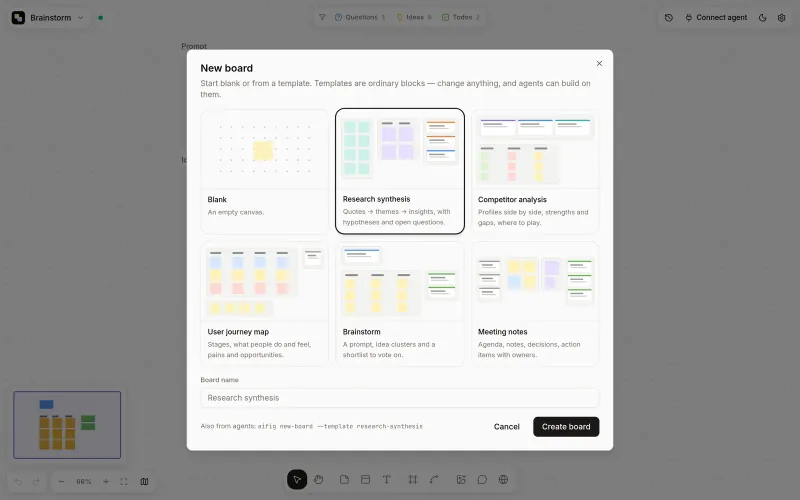 Brainstorm
Questions 1
Ideas 9
Todos 2
Connect agent
Prompt
New board
Start blank or from a template. Templates are ordinary blocks — change anything, and agents can build on
them.
Blank
An empty canvas.
Research synthesis
Quotes → themes → insights, with
hypotheses and open questions.
Competitor analysis
Profiles side by side, strengths and
gaps, where to play.
User journey map
Stages, what people do and feel,
pains and opportunities.
Brainstorm
A prompt, idea clusters and a
shortlist to vote on.
Meeting notes
Agenda, notes, decisions, action
items with owners.
Board name
Research synthesis
Also from agents: aifig new-board --template research-synthesis
Cancel
Create board
66%